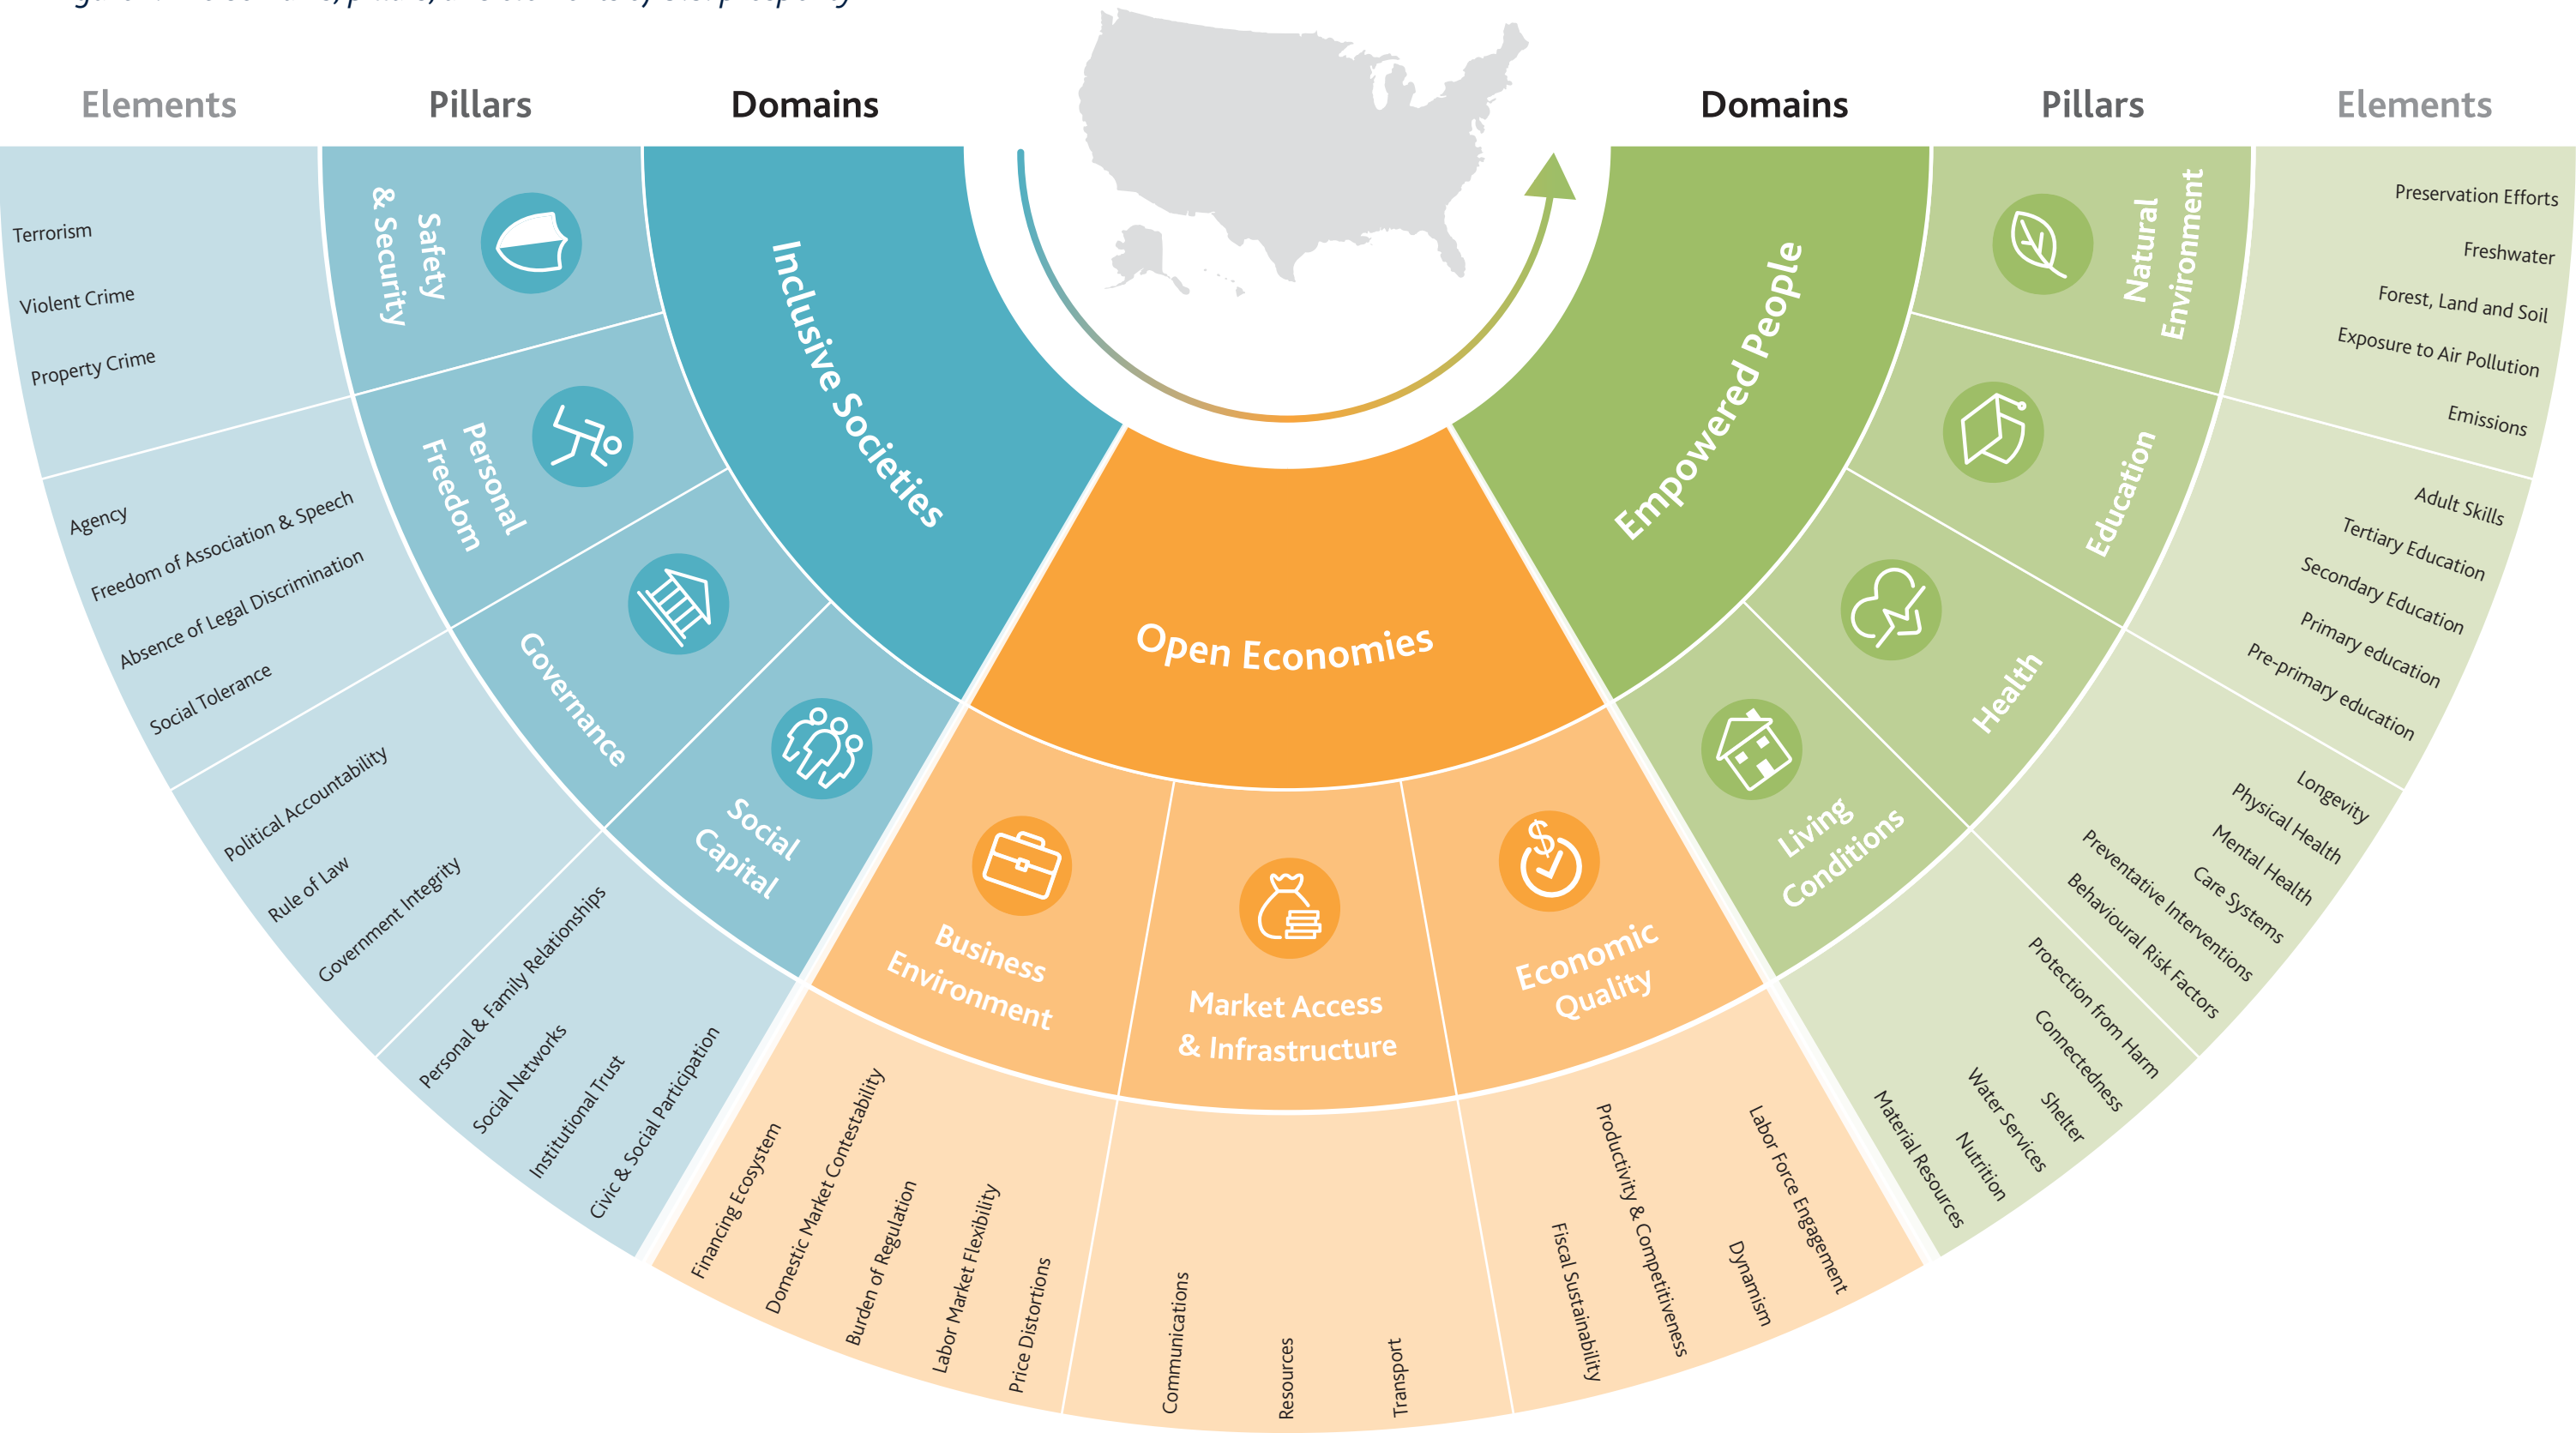 Elements
Pillars
Domains
Domains
Pillars
Elements
Inclusive Societies
Safety
& Security
Terrorism
Violent Crime
Property Crime
Personal
Freedom
Agency
Freedom of Association & Speech
Absence of Legal Discrimination
Social Tolerance
Governance
Political Accountability
Rule of Law
Government Integrity
Social
Capital
Personal & Family Relationships
Social Networks
Institutional Trust
Civic & Social Participation
Open Economies
Business
Environment
Financing Ecosystem
Domestic Market Contestability
Burden of Regulation
Labor Market Flexibility
Price Distortions
Market Access
& Infrastructure
Communications
Resources
Transport
Economic
Quality
Fiscal Sustainability
Productivity & Competitiveness
Dynamism
Labor Force Engagement
Empowered People
Living
Conditions
Material Resources
Nutrition
Water Services
Shelter
Connectedness
Protection from Harm
Health
Behavioural Risk Factors
Preventative Interventions
Care Systems
Mental Health
Physical Health
Longevity
Education
Pre-primary education
Primary education
Secondary Education
Tertiary Education
Adult Skills
Natural
Environment
Emissions
Exposure to Air Pollution
Forest, Land and Soil
Freshwater
Preservation Efforts